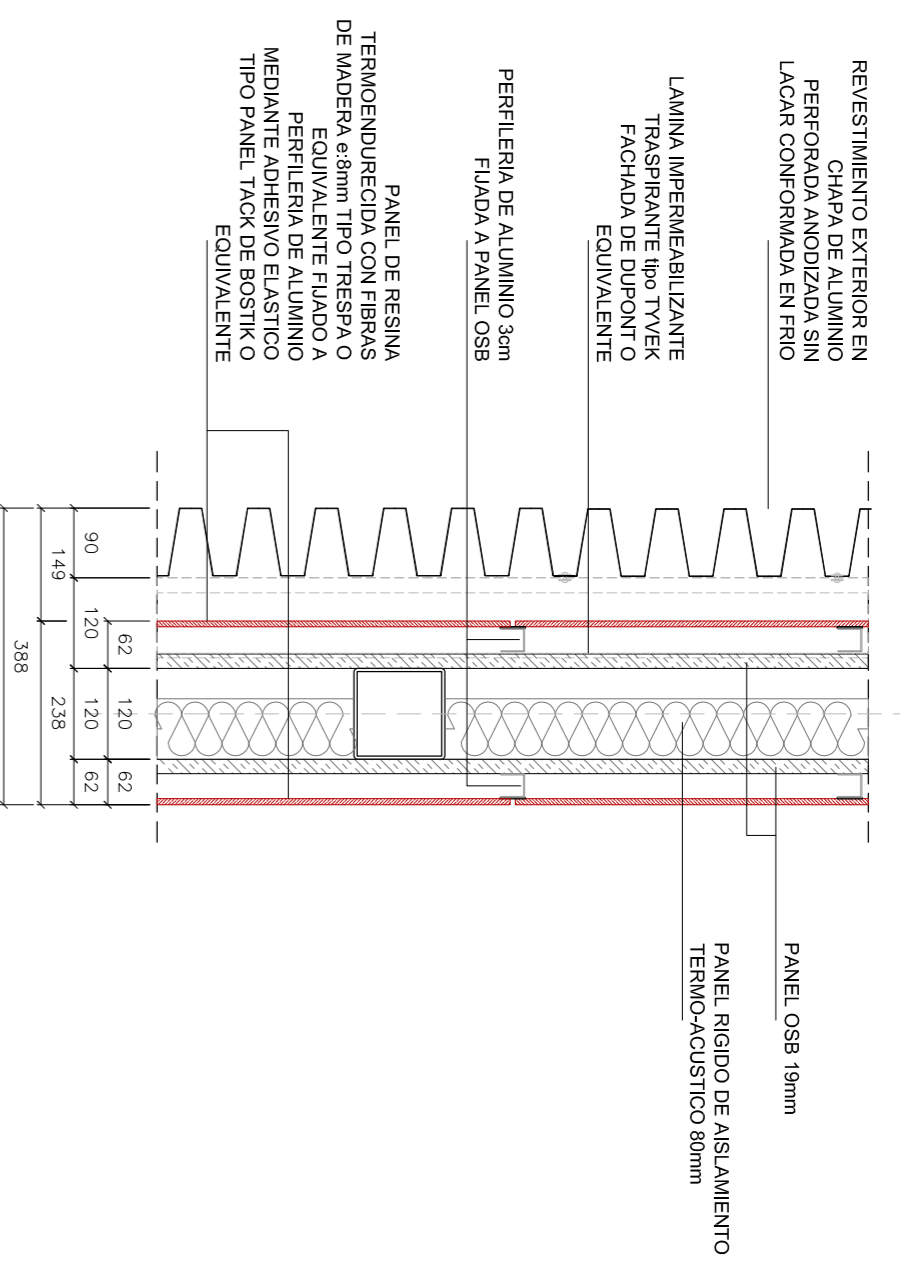 REVESTIMIENTO EXTERIOR EN
CHAPA DE ALUMINIO
PERFORADA ANODIZADA SIN
LACAR CONFORMADA EN FRIO
LAMINA IMPERMEABILIZANTE
TRASPIRANTE tipo TYVEK
FACHADA DE DUPONT O
EQUIVALENTE
PERFILERIA DE ALUMINIO 3cm
FIJADA A PANEL OSB
PANEL DE RESINA
TERMOENDURECIDA CON FIBRAS
DE MADERA e:8mm TIPO TRESPA O
EQUIVALENTE FIJADO A
PERFILERIA DE ALUMINIO
MEDIANTE ADHESIVO ELASTICO
TIPO PANEL TACK DE BOSTIK O
EQUIVALENTE
PANEL OSB 19mm
PANEL RIGIDO DE AISLAMIENTO
TERMO-ACUSTICO 80mm
62 120 62
90 120 120 62
149 238
388